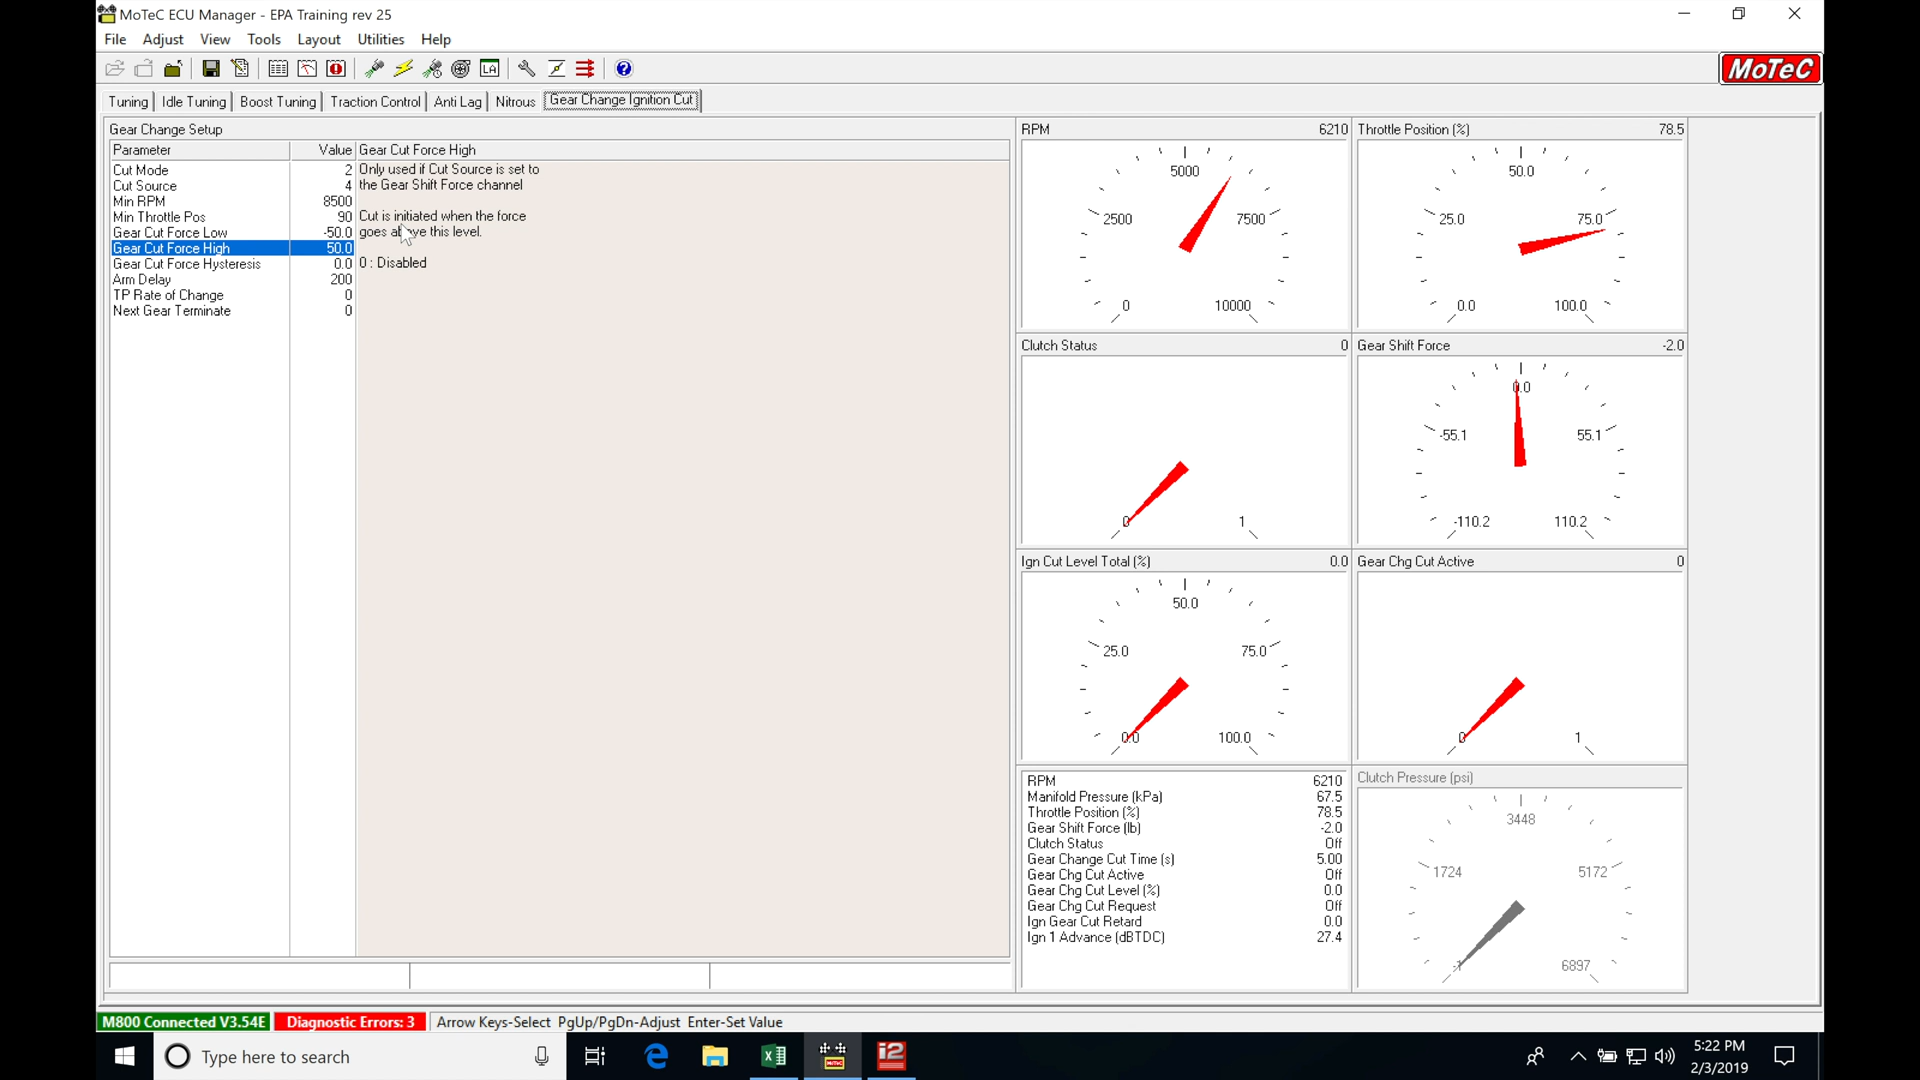 MoTeC ECU Manager - EPA Training rev 25
File Adjust View Tools Layout Utilities Help
LA
MoTeC
Tuning Idle Tuning Boost Tuning Traction Control Anti Lag Nitrous Gear Change Ignition Cut
Gear Change Setup
Parameter Value Gear Cut Force High
Cut Mode 2
Cut Source 4
Min RPM 8500
Min Throttle Pos 90
Gear Cut Force Low -50.0
Gear Cut Force High 50.0
Gear Cut Force Hysteresis 0.0
Arm Delay 200
TP Rate of Change 0
Next Gear Terminate 0
Only used if Cut Source is set to
the Gear Shift Force channel
Cut is initiated when the force
goes above this level.
0 : Disabled
RPM 6210
5000
2500 7500
0 10000
Throttle Position (%) 78.5
50.0
25.0 75.0
0.0 100.0
Clutch Status 0
0 1
Gear Shift Force -2.0
0.0
-55.1 55.1
-110.2 110.2
Ign Cut Level Total (%) 0.0
50.0
25.0 75.0
0.0 100.0
Gear Chg Cut Active 0
0 1
RPM 6210
Manifold Pressure (kPa) 67.5
Throttle Position (%) 78.5
Gear Shift Force (lb) -2.0
Clutch Status Off
Gear Change Cut Time (s) 5.00
Gear Chg Cut Active Off
Gear Chg Cut Level (%) 0.0
Gear Chg Cut Request Off
Ign Gear Cut Retard 0.0
Ign 1 Advance (dBTDC) 27.4
Clutch Pressure (psi)
3448
1724 5172
-1 6897
M800 Connected V3.54E Diagnostic Errors: 3 Arrow Keys-Select PgUp/PgDn-Adjust Enter-Set Value
Type here to search
i2
5:22 PM
2/3/2019